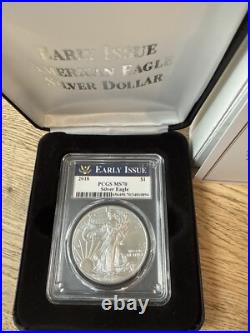 EARLY ISSUE
AMERICAN EAGLE
SILVER DOLLAR
EARLY ISSUE
2018 $1
PCGS MS70
Silver Eagle